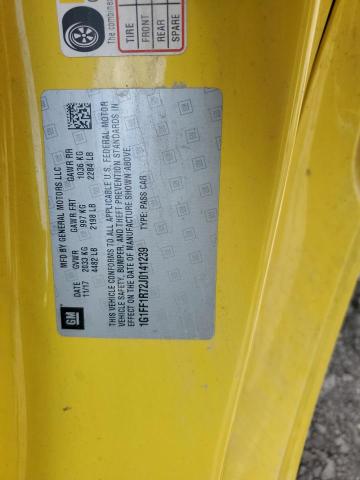 The combined
TIRE
FRONT
REAR
SPARE
GM
MFD BY GENERAL MOTORS LLC
11/17 GVWR GAWR FRT GAWR RR
2033 KG 997 KG 1036 KG
4482 LB 2198 LB 2284 LB
THIS VEHICLE CONFORMS TO ALL APPLICABLE U.S. FEDERAL MOTOR
VEHICLE SAFETY, BUMPER, AND THEFT PREVENTION STANDARDS IN
EFFECT ON THE DATE OF MANUFACTURE SHOWN ABOVE.
1G1FF1R72J0141239 TYPE: PASS CAR